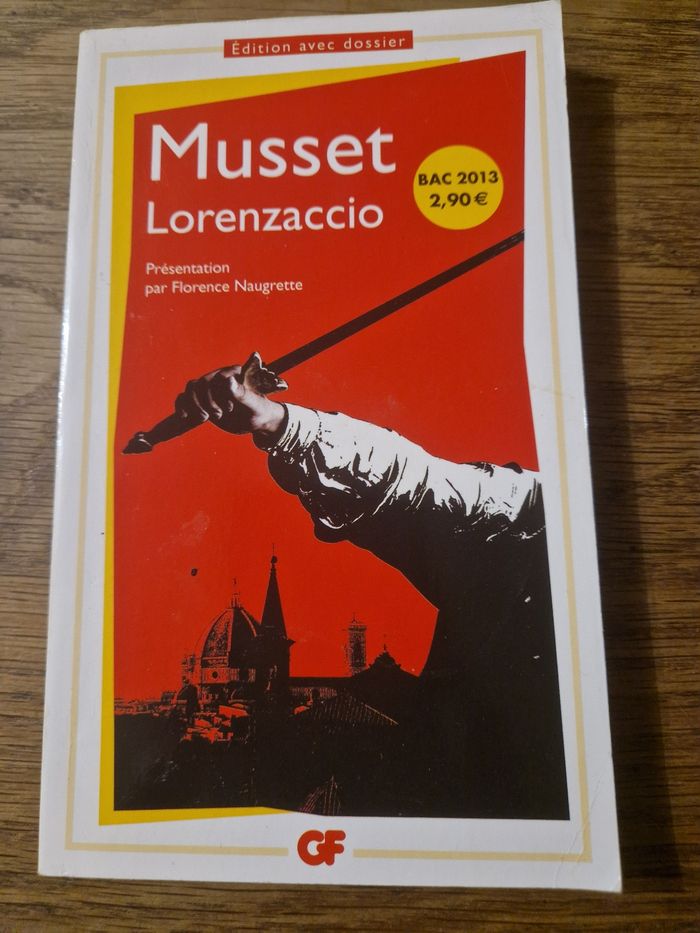 Édition avec dossier
Musset
Lorenzaccio
BAC 2013
2,90 €
Présentation
par Florence Naugrette
GF